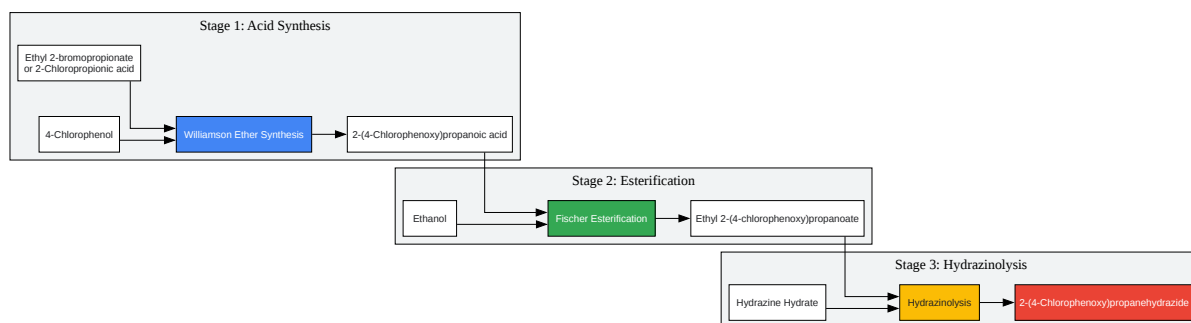 Stage 1: Acid Synthesis
Ethyl 2-bromopropionate
or 2-Chloropropionic acid
4-Chlorophenol
Williamson Ether Synthesis
2-(4-Chlorophenoxy)propanoic acid
Stage 2: Esterification
Ethanol
Fischer Esterification
Ethyl 2-(4-chlorophenoxy)propanoate
Stage 3: Hydrazinolysis
Hydrazine Hydrate
Hydrazinolysis
2-(4-Chlorophenoxy)propanehydrazide